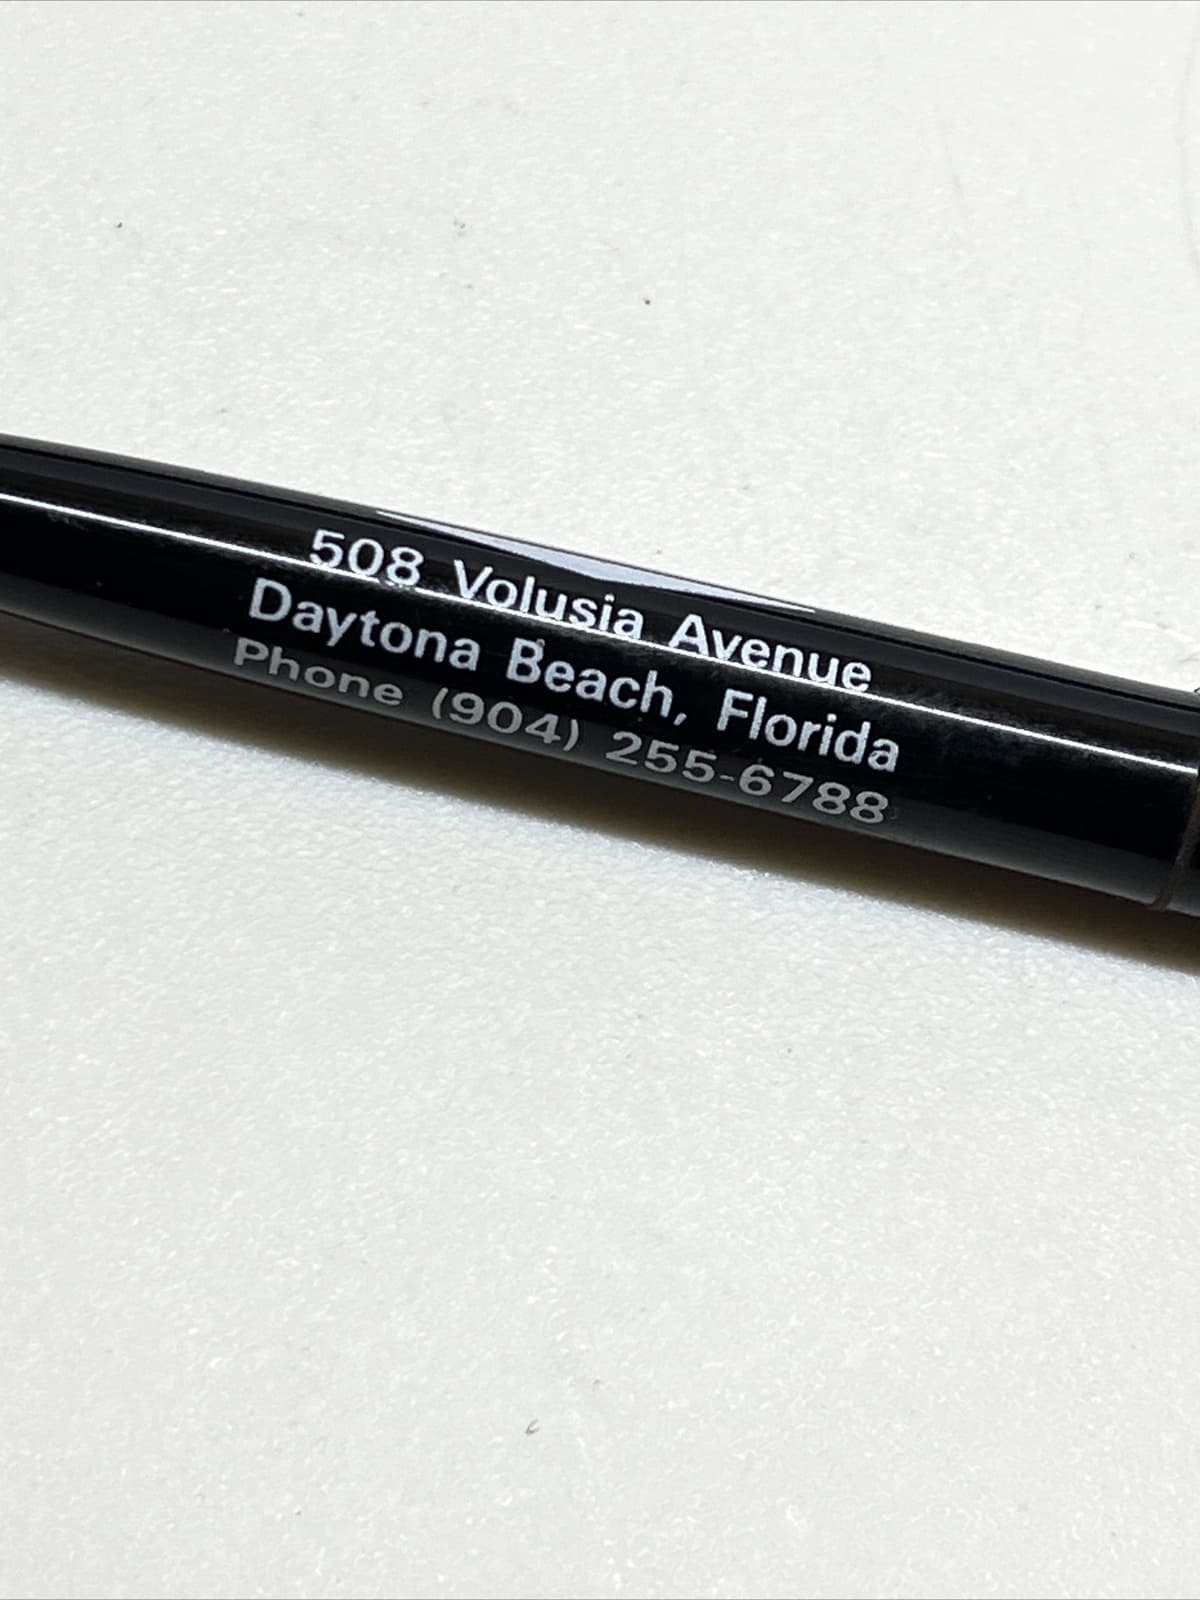 508 Volusia Avenue
Daytona Beach, Florida
Phone (904) 255-6788